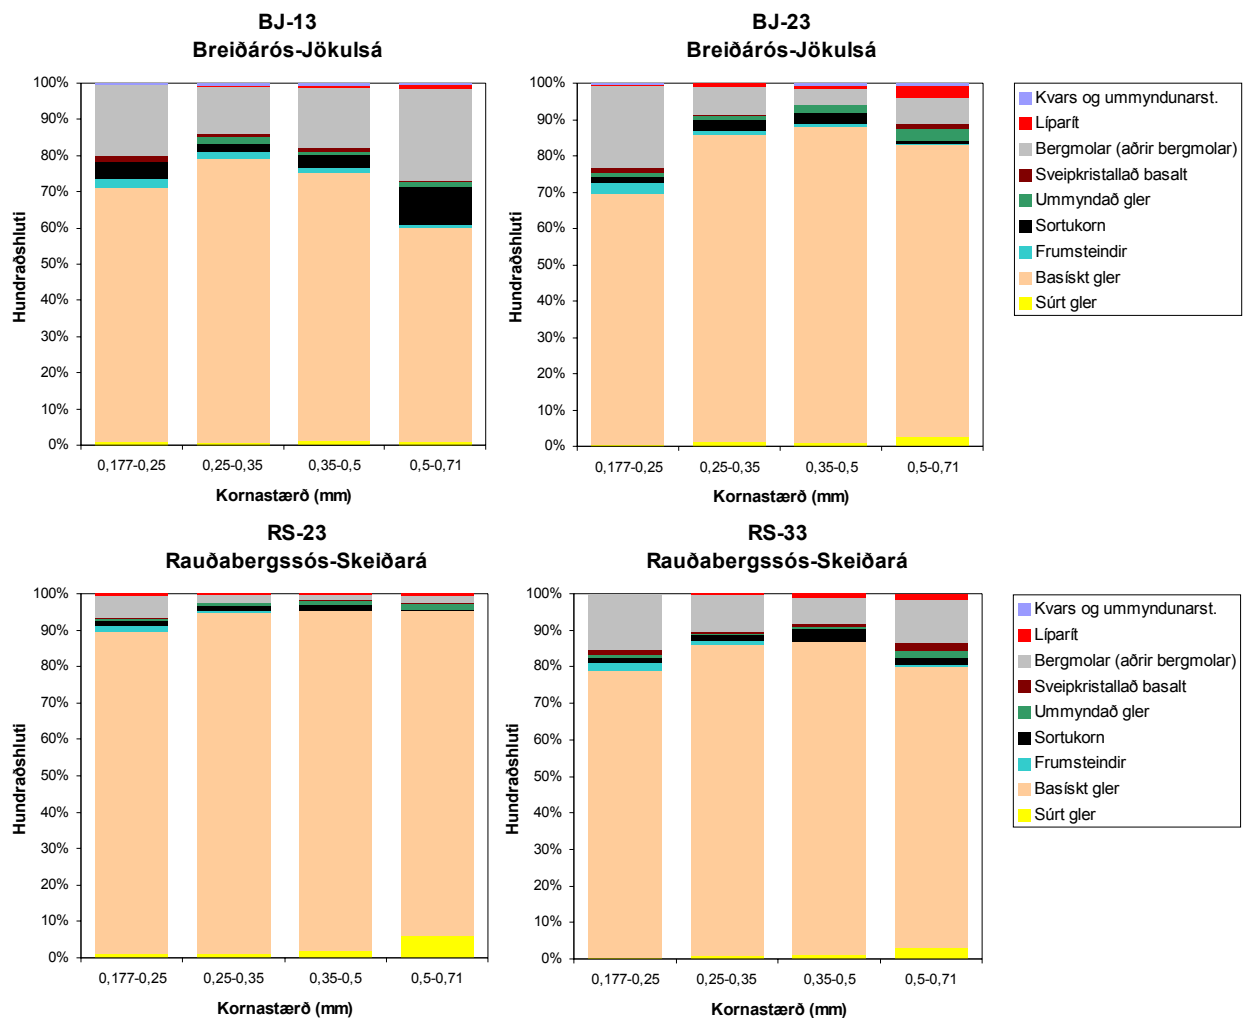 BJ-13
Breiðárós-Jökulsá
100%
90%
80%
70%
60%
50%
40%
30%
20%
10%
0%
Hundraðshluti
0,177-0,25 0,25-0,35 0,35-0,5 0,5-0,71
Kornastærð (mm)
BJ-23
Breiðárós-Jökulsá
100%
90%
80%
70%
60%
50%
40%
30%
20%
10%
0%
Hundraðshluti
0,177-0,25 0,25-0,35 0,35-0,5 0,5-0,71
Kornastærð (mm)
Kvars og ummyndunarst.
Líparít
Bergmolar (aðrir bergmolar)
Sveipkristallað basalt
Ummyndað gler
Sortukorn
Frumsteindir
Basískt gler
Súrt gler
RS-23
Rauðabergssós-Skeiðará
100%
90%
80%
70%
60%
50%
40%
30%
20%
10%
0%
Hundraðshluti
0,177-0,25 0,25-0,35 0,35-0,5 0,5-0,71
Kornastærð (mm)
RS-33
Rauðabergssós-Skeiðará
100%
90%
80%
70%
60%
50%
40%
30%
20%
10%
0%
Hundraðshluti
0,177-0,25 0,25-0,35 0,35-0,5 0,5-0,71
Kornastærð (mm)
Kvars og ummyndunarst.
Líparít
Bergmolar (aðrir bergmolar)
Sveipkristallað basalt
Ummyndað gler
Sortukorn
Frumsteindir
Basískt gler
Súrt gler